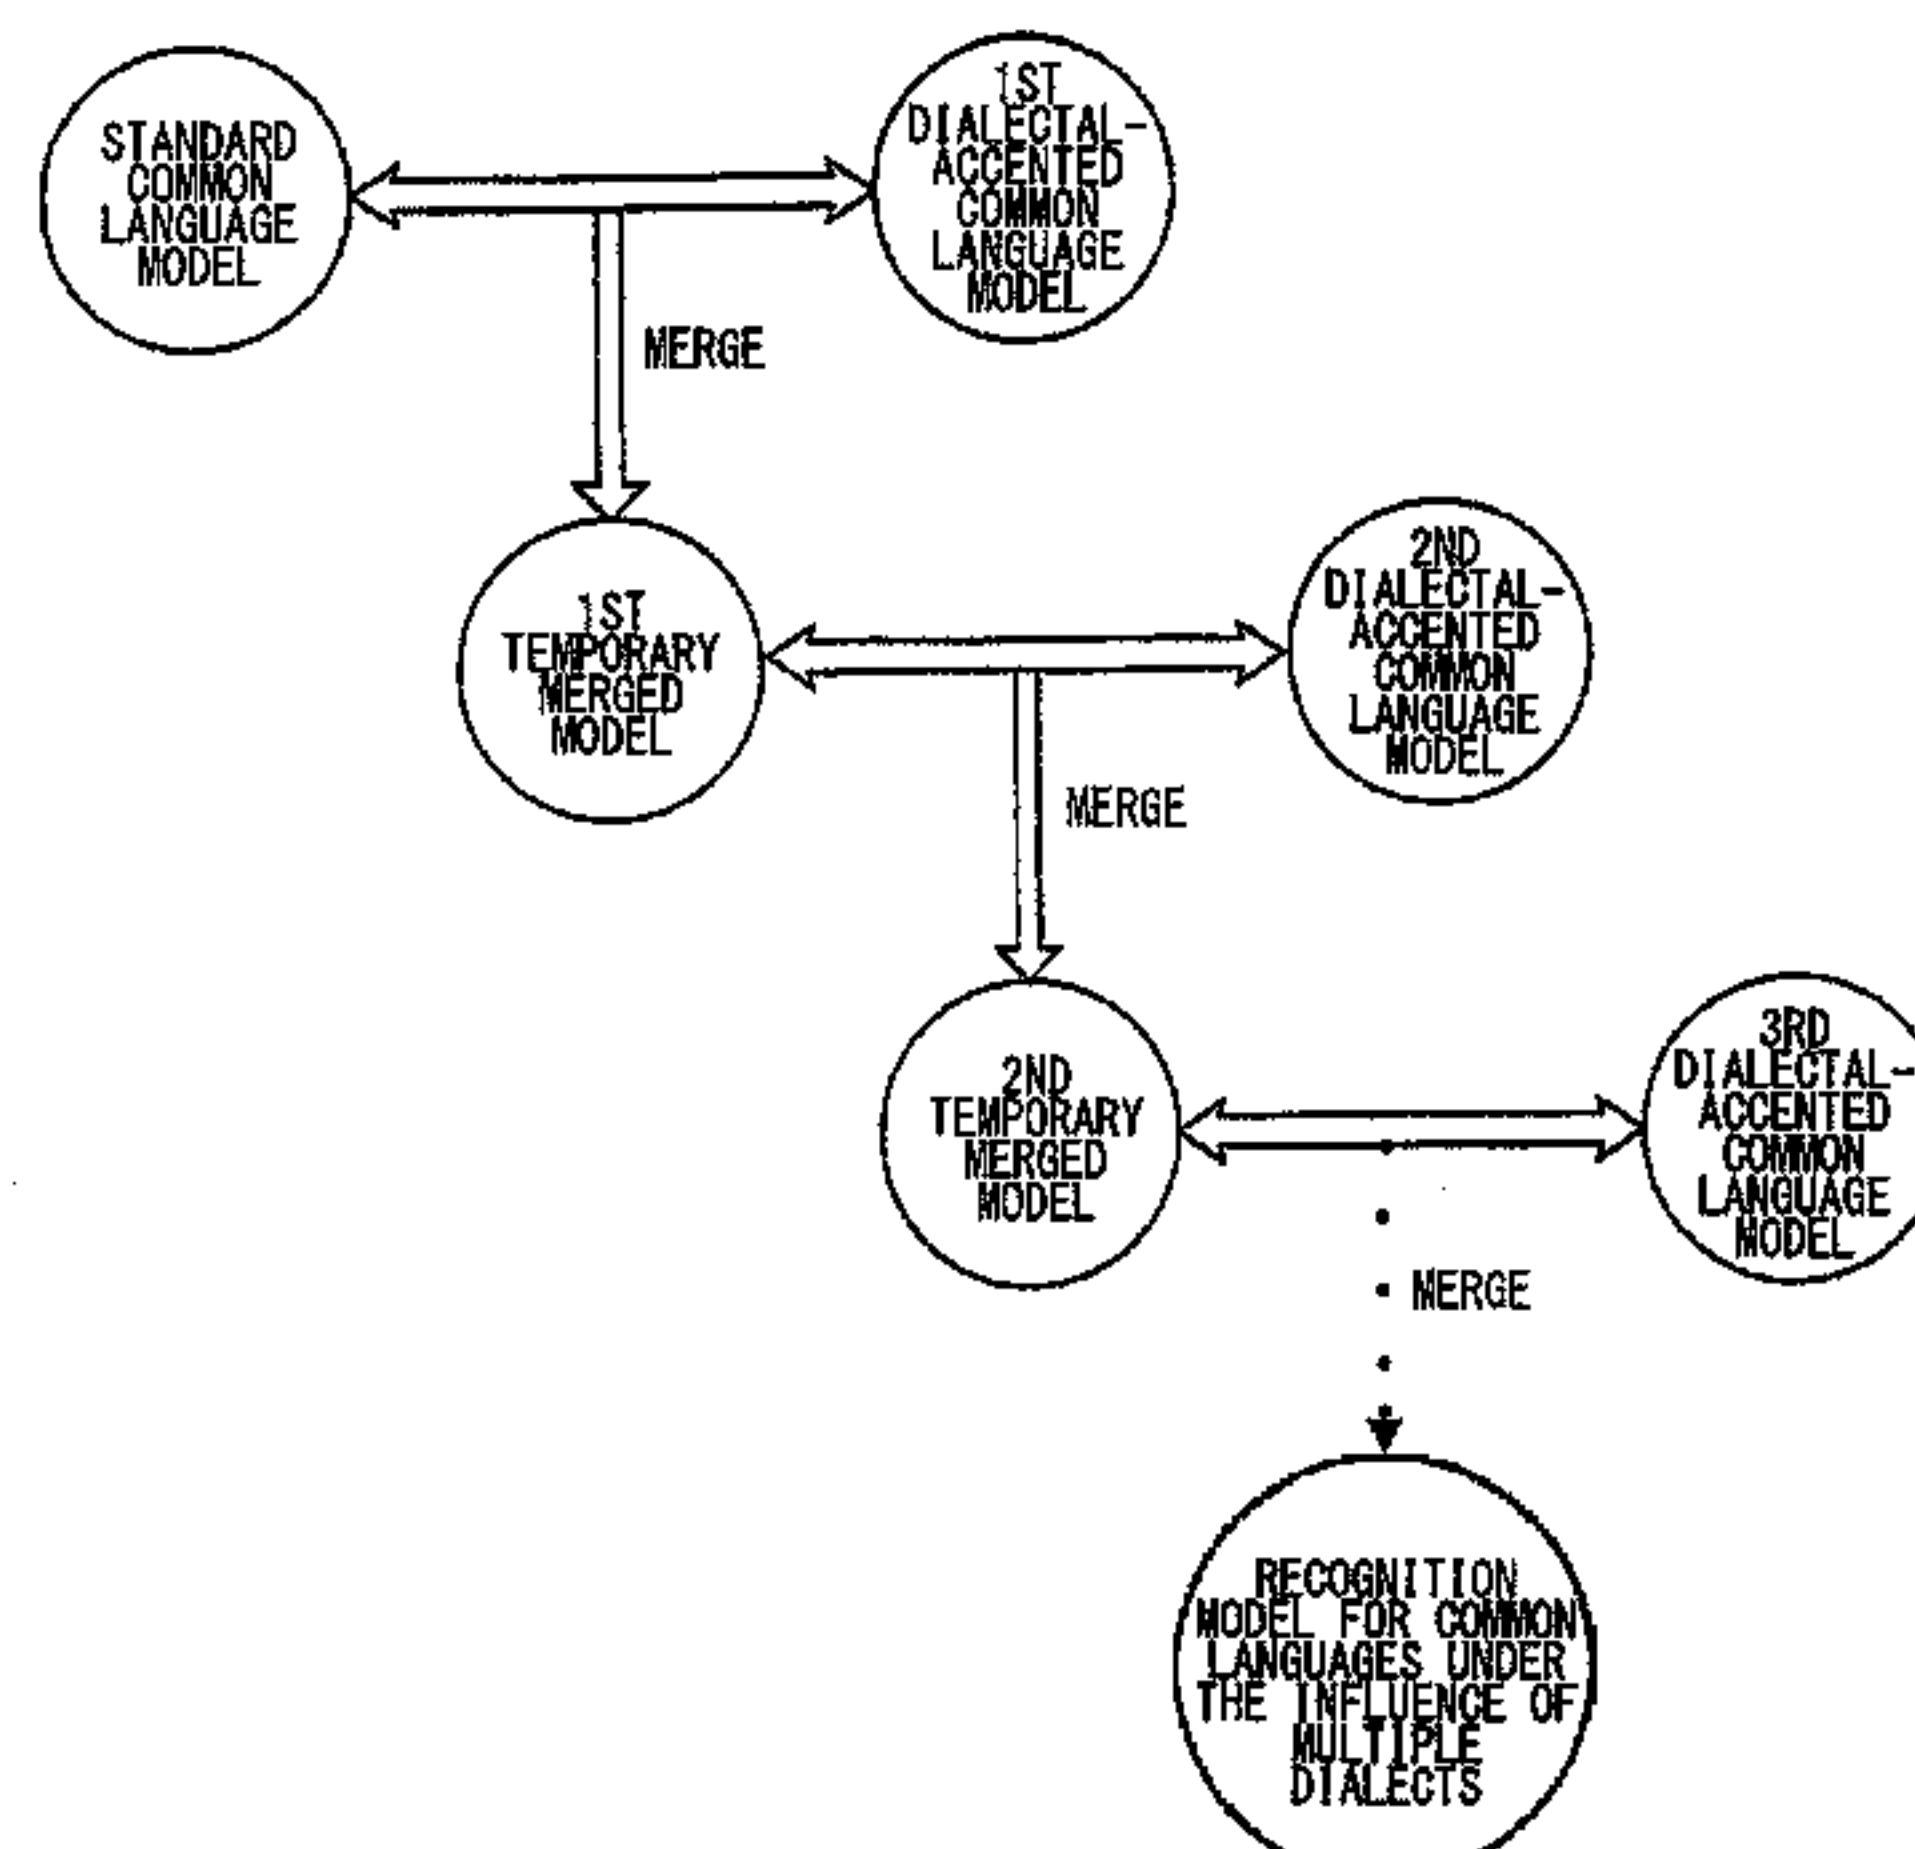 STANDARD
COMMON
LANGUAGE
MODEL
1ST
DIALECTAL-
ACCENTED
COMMON
LANGUAGE
MODEL
MERGE
1ST
TEMPORARY
MERGED
MODEL
2ND
DIALECTAL-
ACCENTED
COMMON
LANGUAGE
MODEL
MERGE
2ND
TEMPORARY
MERGED
MODEL
3RD
DIALECTAL-
ACCENTED
COMMON
LANGUAGE
MODEL
MERGE
RECOGNITION
MODEL FOR COMMON
LANGUAGES UNDER
THE INFLUENCE OF
MULTIPLE
DIALECTS